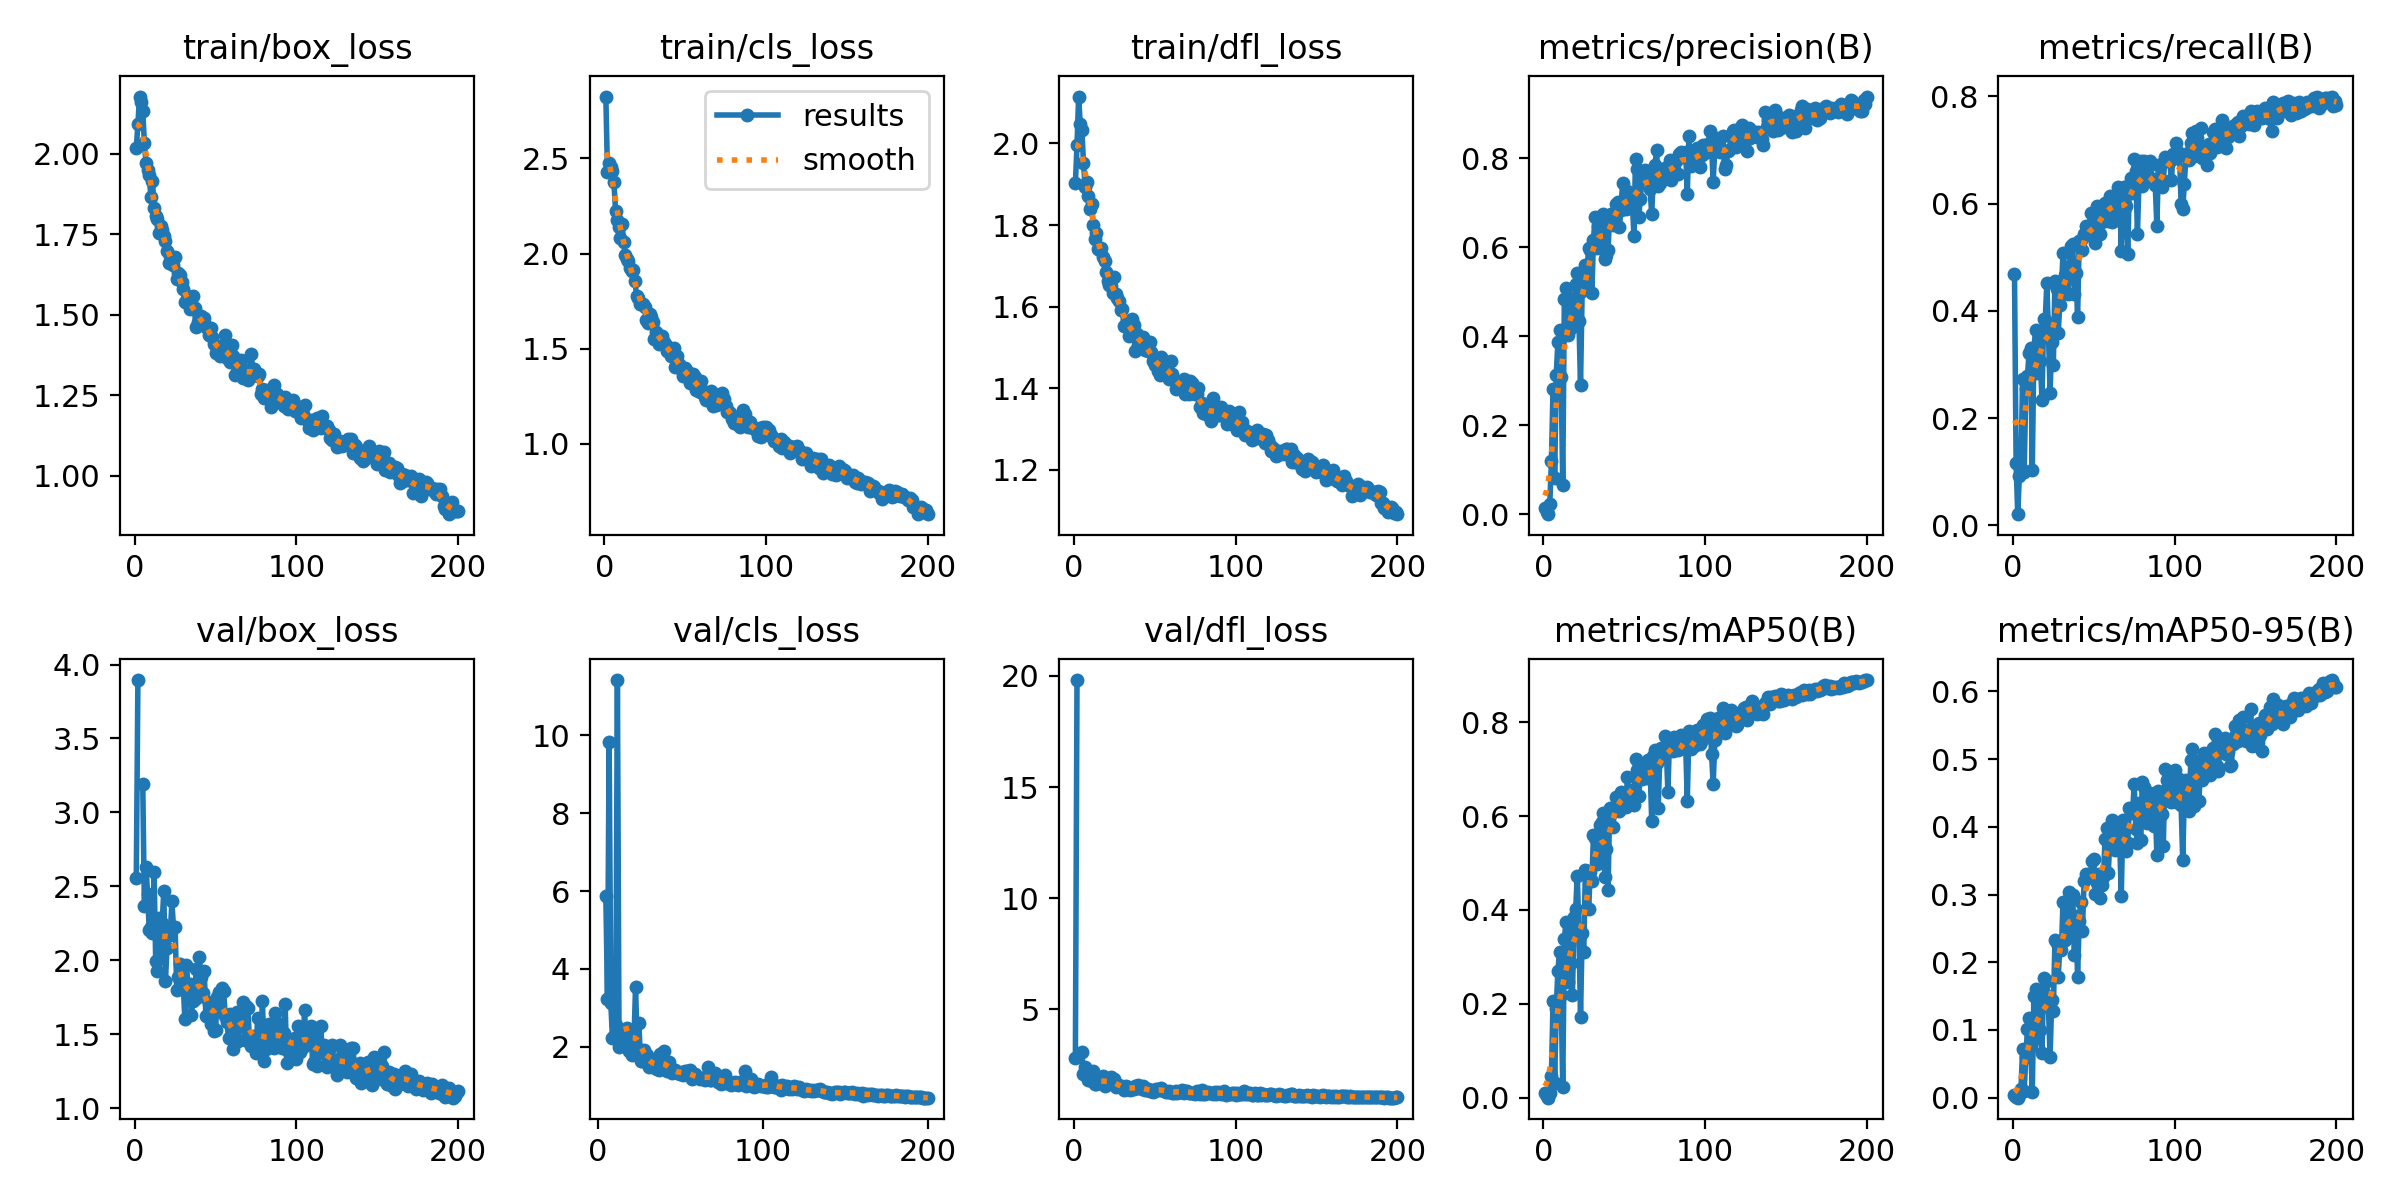 train/box_loss
2.00
1.75
1.50
1.25
1.00
0 100 200
train/cls_loss
results
smooth
2.5
2.0
1.5
1.0
0 100 200
train/dfl_loss
2.0
1.8
1.6
1.4
1.2
0 100 200
metrics/precision(B)
0.8
0.6
0.4
0.2
0.0
0 100 200
metrics/recall(B)
0.8
0.6
0.4
0.2
0.0
0 100 200
val/box_loss
4.0
3.5
3.0
2.5
2.0
1.5
1.0
0 100 200
val/cls_loss
10
8
6
4
2
0 100 200
val/dfl_loss
20
15
10
5
0 100 200
metrics/mAP50(B)
0.8
0.6
0.4
0.2
0.0
0 100 200
metrics/mAP50-95(B)
0.6
0.5
0.4
0.3
0.2
0.1
0.0
0 100 200